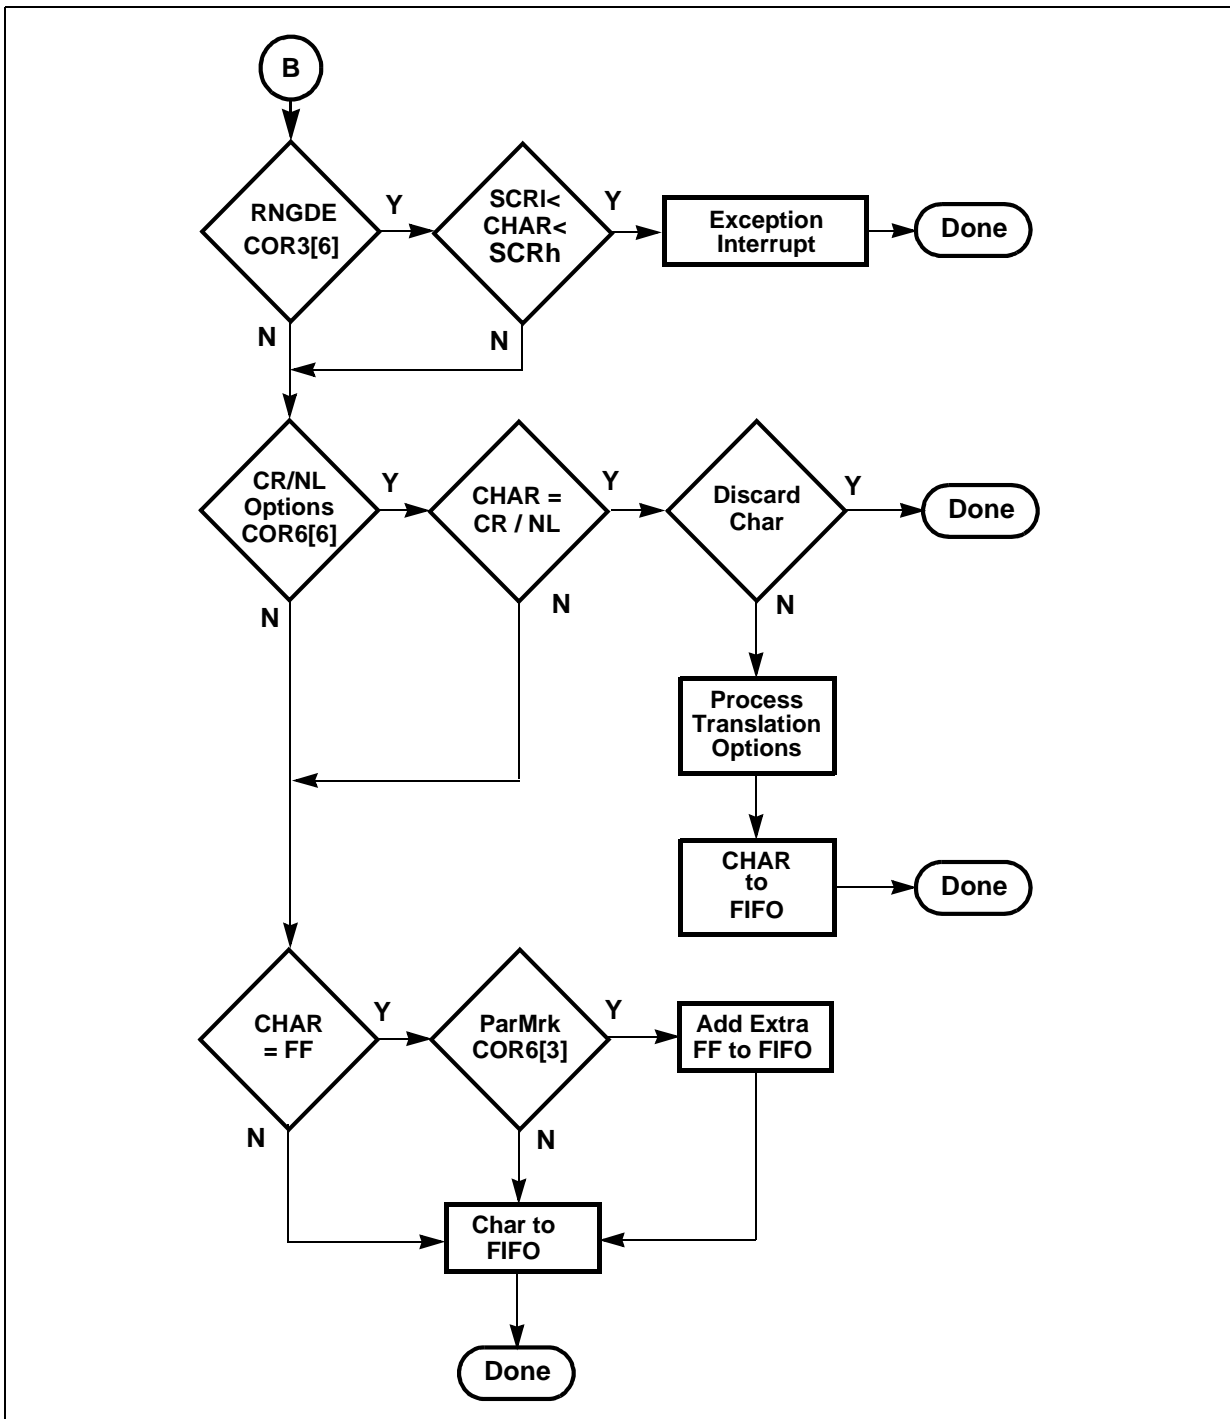 B
RNGDE
COR3[6]
Y
SCRl<
CHAR<
SCRh
Y
Exception
Interrupt
Done
N
N
CR/NL
Options
COR6[6]
Y
CHAR =
CR / NL
Y
Discard
Char
Y
Done
N
N
N
Process
Translation
Options
CHAR
to
FIFO
Done
CHAR
= FF
Y
ParMrk
COR6[3]
Y
Add Extra
FF to FIFO
N
N
Char to
FIFO
Done